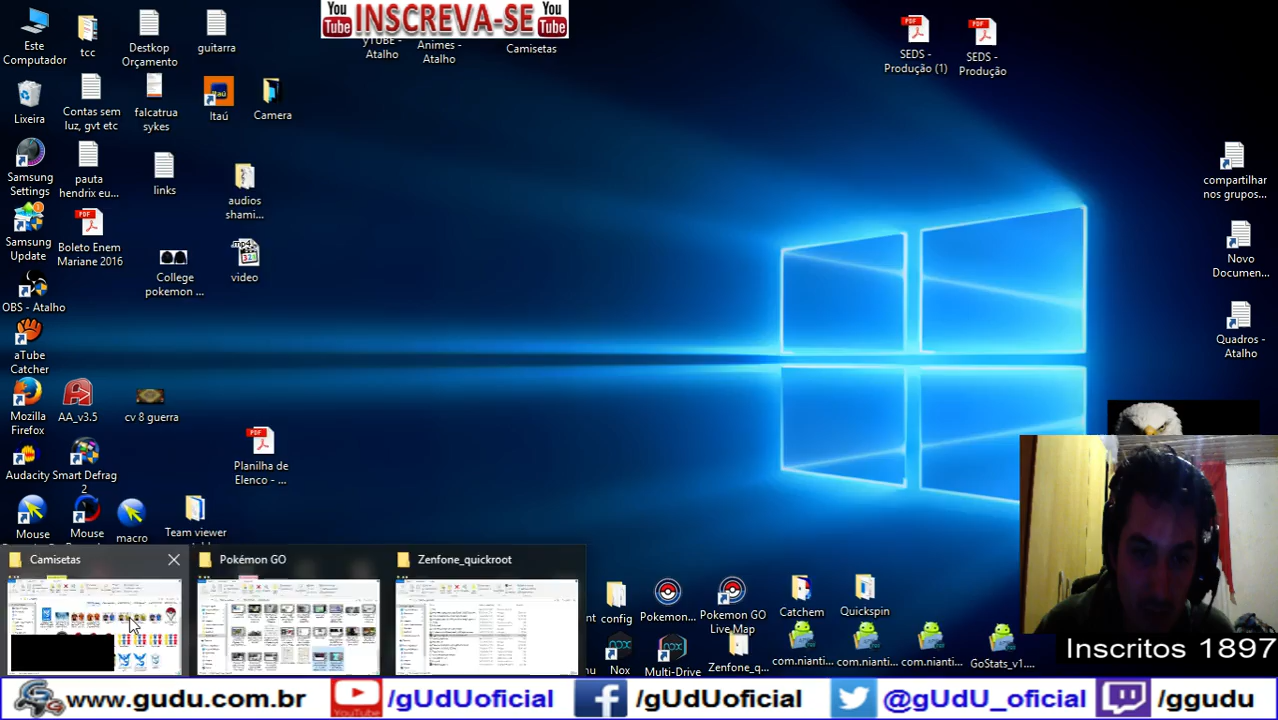 You Tube INSCREVA-SE You Tube
Este Computador
tcc
Destkop Orçamento
guitarra
yTUBE - Atalho
Animes - Atalho
Camisetas
SEDS - Produção (1)
SEDS - Produção
Lixeira
Contas sem luz, gvt etc
falcatrua sykes
Itaú
Camera
Samsung Settings
pauta hendrix eu...
links
audios shami...
compartilhar nos grupos...
Samsung Update
Boleto Enem Mariane 2016
College pokemon ...
video
Novo Documen...
OBS - Atalho
aTube Catcher
Quadros - Atalho
Mozilla Firefox
AA_v3.5
cv 8 guerra
Audacity
Smart Defrag 2
Planilha de Elenco - ...
Mouse
Mouse
macro
Team viewer
Camisetas
Pokémon GO
Zenfone_quickroot
config
Pokemon...
PokemonGO Live Map
Catchem
Quickspin
Nox
Multi-Drive
Zenfone_q...
com.nianti...
com.nianti...
com.nianti...
GoStats_v1....
Inscritos 897
www.gudu.com.br
YouTube
/gUdUoficial
/gUdUoficial
@gUdU_oficial
/ggudu